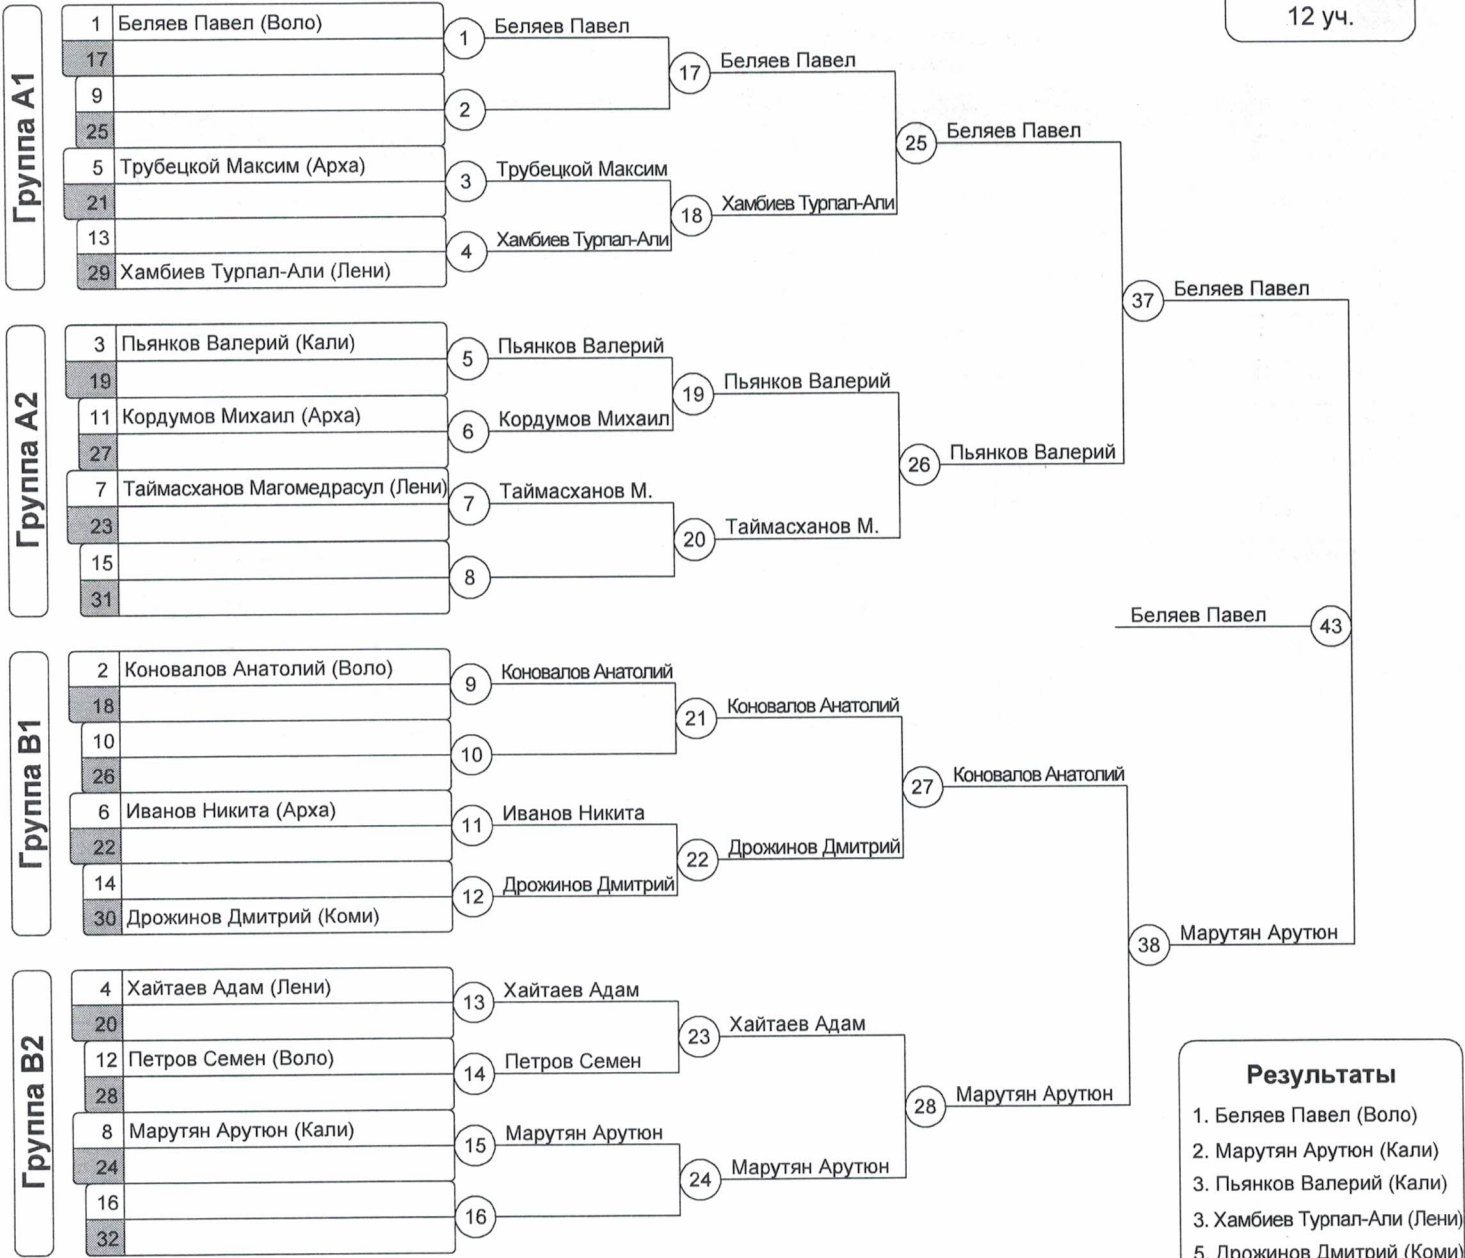 12 уч.
Группа А1
1 Беляев Павел (Воло)
17
9
25
5 Трубецкой Максим (Арха)
21
13
29 Хамбиев Турпал-Али (Лени)
1 Беляев Павел
2
3 Трубецкой Максим
4 Хамбиев Турпал-Али
17 Беляев Павел
18 Хамбиев Турпал-Али
25 Беляев Павел
Группа А2
3 Пьянков Валерий (Кали)
19
11 Кордумов Михаил (Арха)
27
7 Таймасханов Магомедрасул (Лени)
23
15
31
5 Пьянков Валерий
6 Кордумов Михаил
7 Таймасханов М.
8
19 Пьянков Валерий
20 Таймасханов М.
26 Пьянков Валерий
37 Беляев Павел
Беляев Павел 43
Группа В1
2 Коновалов Анатолий (Воло)
18
10
26
6 Иванов Никита (Арха)
22
14
30 Дрожинов Дмитрий (Коми)
9 Коновалов Анатолий
10
11 Иванов Никита
12 Дрожинов Дмитрий
21 Коновалов Анатолий
22 Дрожинов Дмитрий
27 Коновалов Анатолий
Группа В2
4 Хайтаев Адам (Лени)
20
12 Петров Семен (Воло)
28
8 Марутян Арутюн (Кали)
24
16
32
13 Хайтаев Адам
14 Петров Семен
15 Марутян Арутюн
16
23 Хайтаев Адам
24 Марутян Арутюн
28 Марутян Арутюн
38 Марутян Арутюн
Результаты
1. Беляев Павел (Воло)
2. Марутян Арутюн (Кали)
3. Пьянков Валерий (Кали)
3. Хамбиев Турпал-Али (Лени)
5. Дрожинов Дмитрий (Коми)